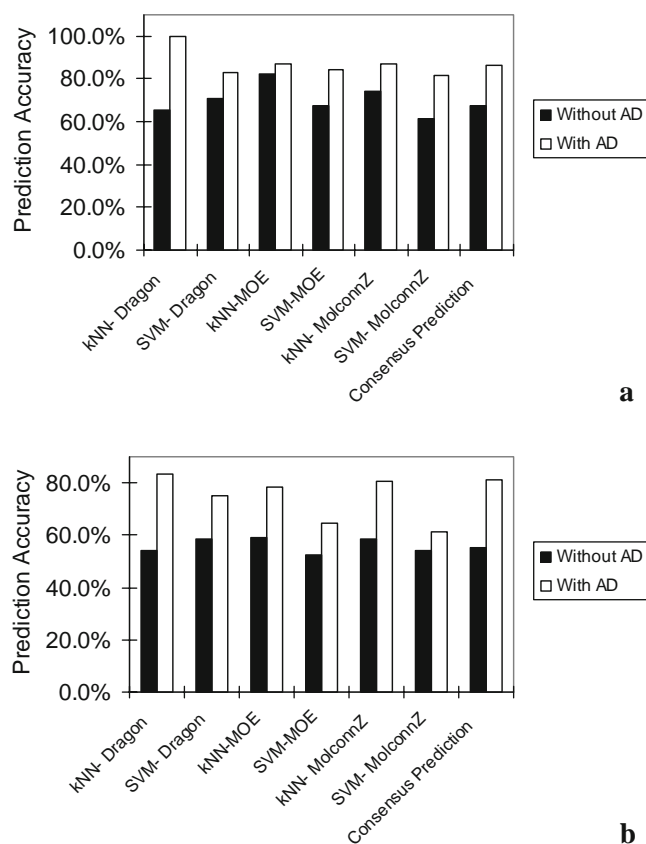 Prediction Accuracy
100.0%
80.0%
60.0%
40.0%
20.0%
0.0%
kNN- Dragon
SVM- Dragon
kNN-MOE
SVM-MOE
kNN- MolconnZ
SVM- MolconnZ
Consensus Prediction
Without AD
With AD
a
Prediction Accuracy
80.0%
60.0%
40.0%
20.0%
0.0%
kNN- Dragon
SVM- Dragon
kNN-MOE
SVM-MOE
kNN- MolconnZ
SVM- MolconnZ
Consensus Prediction
Without AD
With AD
b